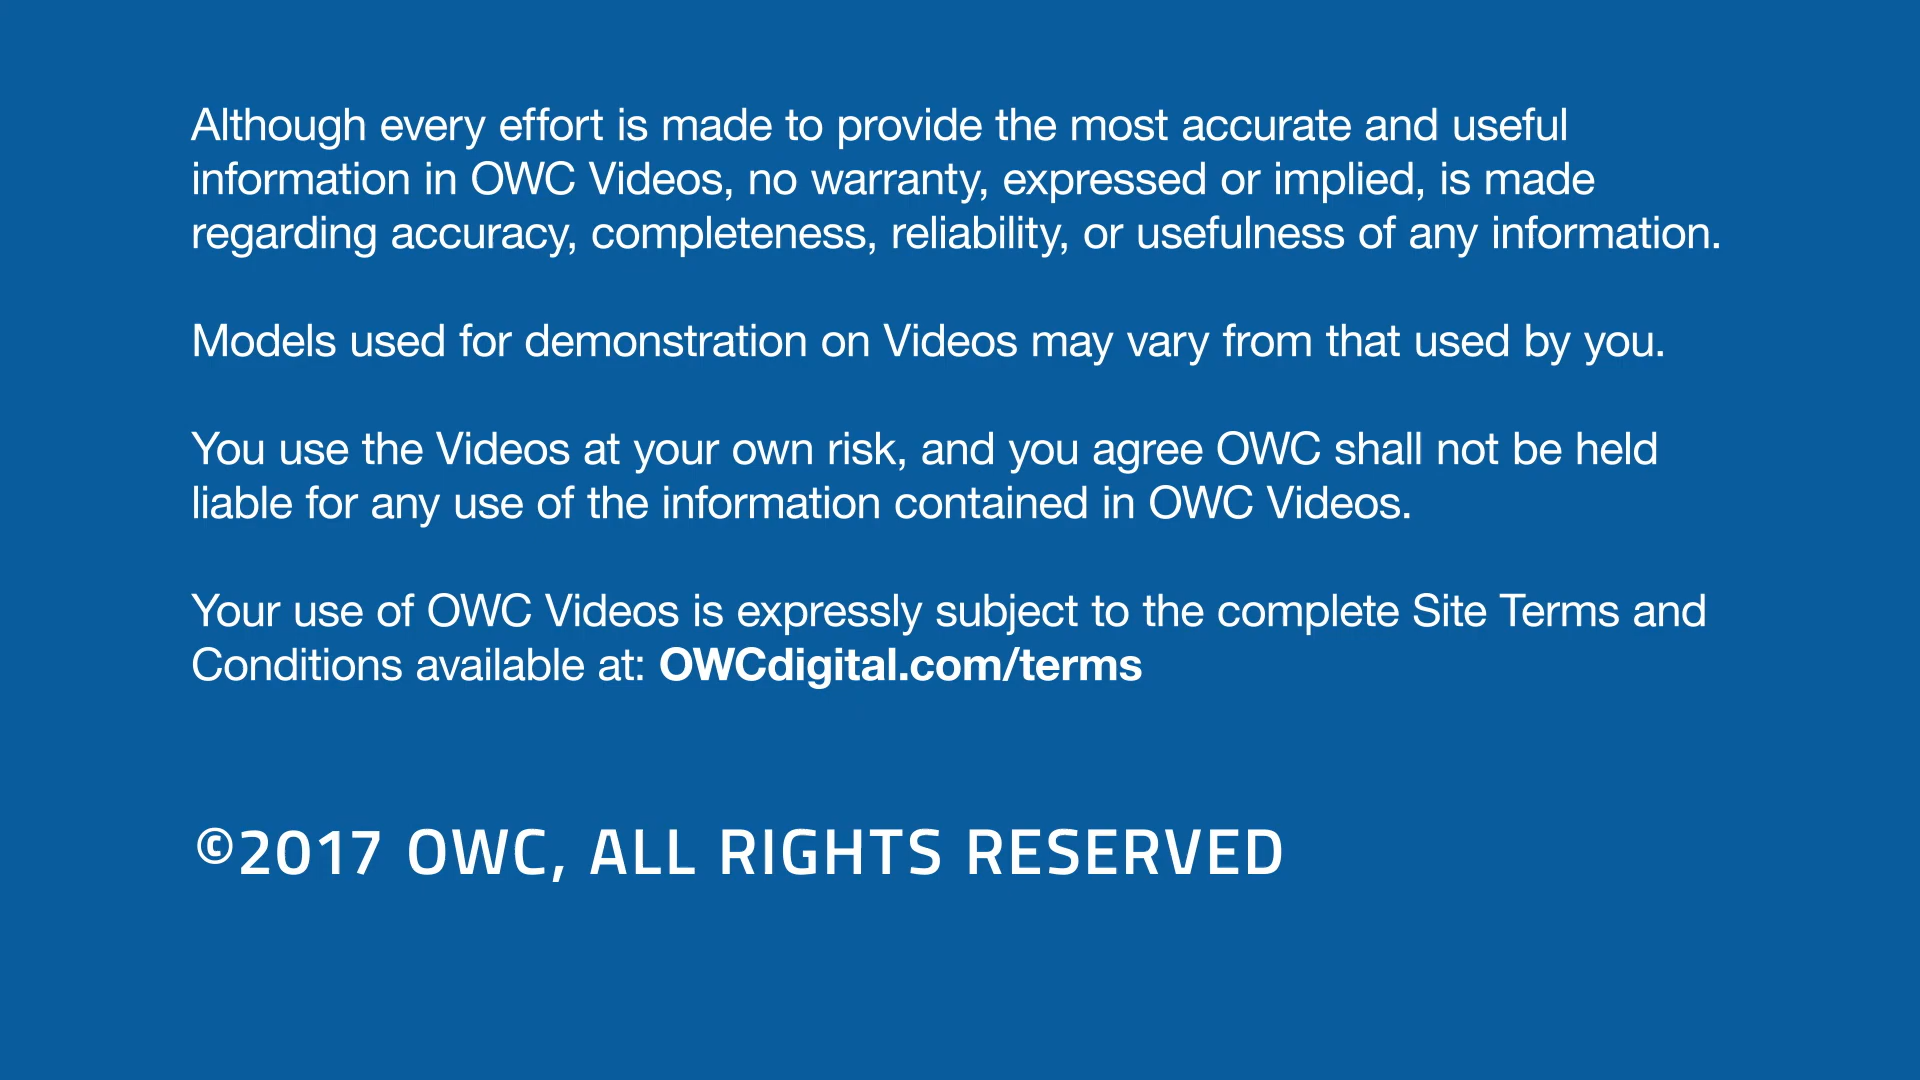 Although every effort is made to provide the most accurate and useful
information in OWC Videos, no warranty, expressed or implied, is made
regarding accuracy, completeness, reliability, or usefulness of any information.
Models used for demonstration on Videos may vary from that used by you.
You use the Videos at your own risk, and you agree OWC shall not be held
liable for any use of the information contained in OWC Videos.
Your use of OWC Videos is expressly subject to the complete Site Terms and
Conditions available at: OWCdigital.com/terms
©2017 OWC, ALL RIGHTS RESERVED